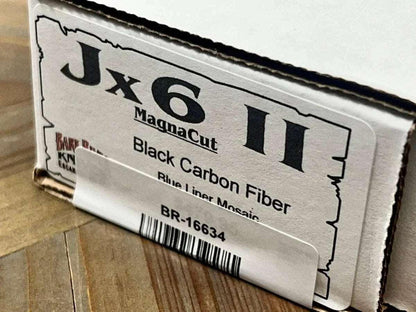 Jx6 II
MagnaCut
Black Carbon Fiber
Blue Liner Mosaic
BR-16634